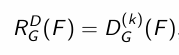 $R_G^D(F) = D_G^{(k)}(F).$